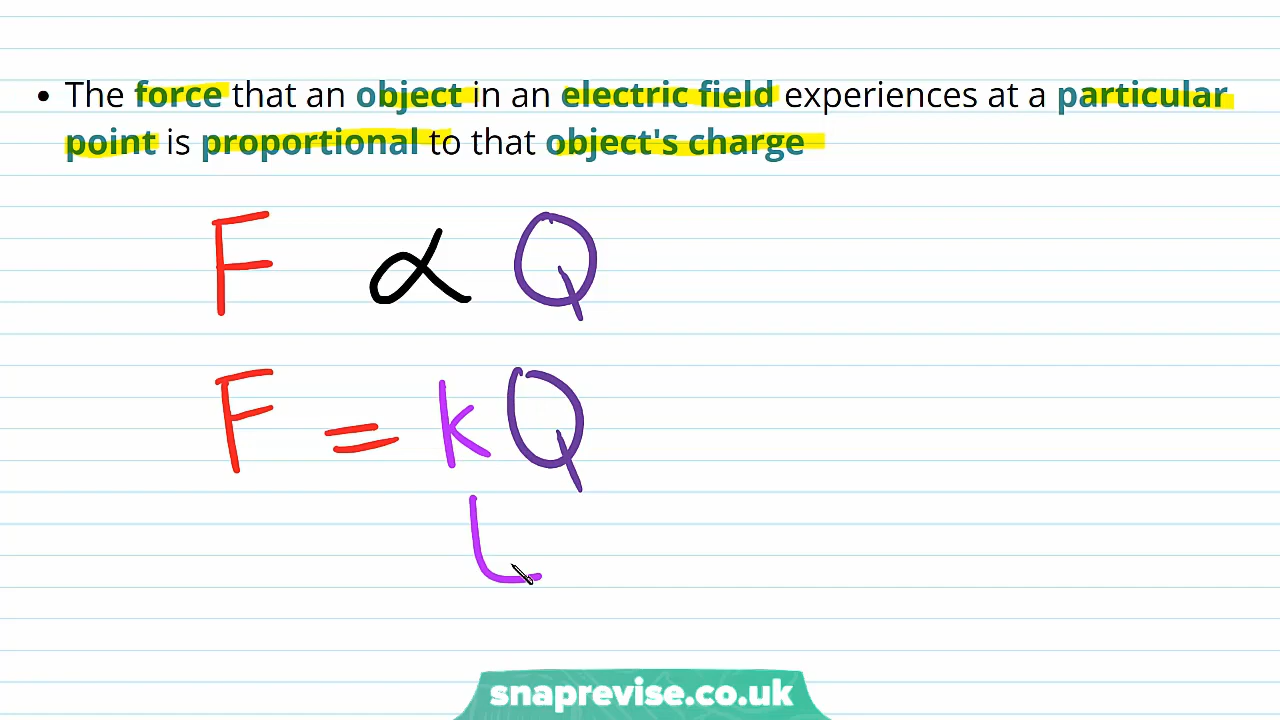 • The force that an object in an electric field experiences at a particular
point is proportional to that object's charge
F ∝ Q
F = kQ
snaprevise.co.uk